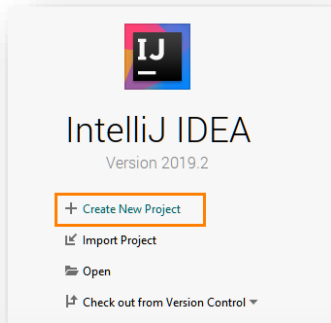 IJ
IntelliJ IDEA
Version 2019.2
Create New Project
Import Project
Open
Check out from Version Control